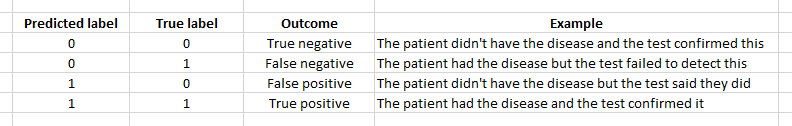 Predicted label True label Outcome Example
0 0 True negative The patient didn't have the disease and the test confirmed this
0 1 False negative The patient had the disease but the test failed to detect this
1 0 False positive The patient didn't have the disease but the test said they did
1 1 True positive The patient had the disease and the test confirmed it